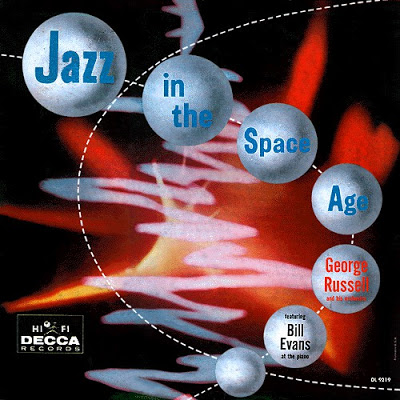 Jazz
in
the
Space
Age
George
Russell
and his orchestra
featuring
Bill
Evans
at the piano
HI FI
DECCA
RECORDS
DL 9219